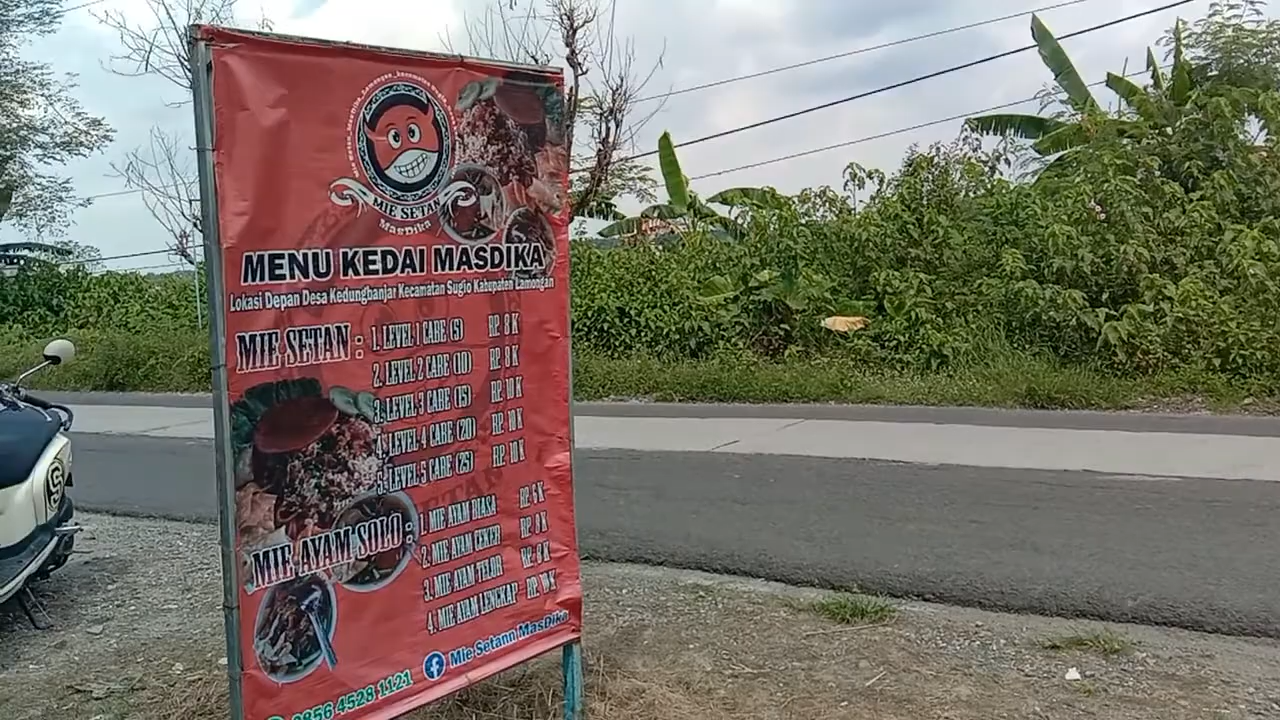 MIE SETAN
MasDika
MENU KEDAI MASDIKA
Lokasi Depan Desa Kedungbanjar Kecamatan Sugio Kabupaten Lamongan
MIE SETAN :
1. LEVEL 1 CABE (5) RP. 8 K
2. LEVEL 2 CABE (10) RP. 8 K
3. LEVEL 3 CABE (15) RP. 10 K
4. LEVEL 4 CABE (20) RP. 10 K
5. LEVEL 5 CABE (25) RP. 10 K
MIE AYAM SOLO :
1. MIE AYAM BIASA RP. 6 K
2. MIE AYAM CEKER RP. 8 K
3. MIE AYAM TELOR RP. 8 K
4. MIE AYAM LENGKAP RP. 10 K
Mie Setann MasDika
0856 4528 1121